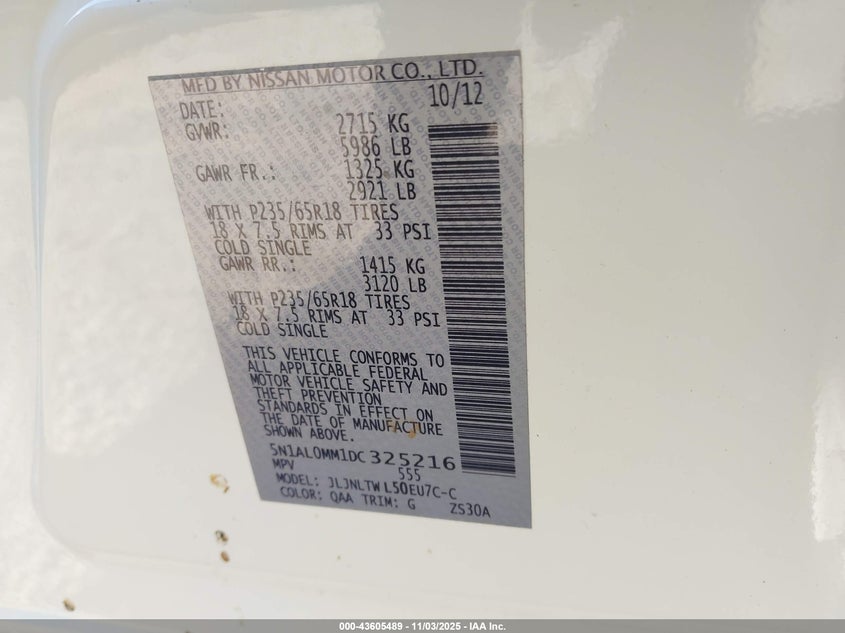 MFD BY NISSAN MOTOR CO., LTD.
DATE: 10/12
GVWR: 2715 KG
5986 LB
GAWR FR.: 1325 KG
2921 LB
WITH P235/65R18 TIRES
18 X 7.5 RIMS AT 33 PSI
COLD SINGLE
GAWR RR.: 1415 KG
3120 LB
WITH P235/65R18 TIRES
18 X 7.5 RIMS AT 33 PSI
COLD SINGLE
THIS VEHICLE CONFORMS TO
ALL APPLICABLE FEDERAL
MOTOR VEHICLE SAFETY AND
THEFT PREVENTION
STANDARDS IN EFFECT ON
THE DATE OF MANUFACTURE
SHOWN ABOVE.
5N1AL0MM1DC325216
MPV 555
MODEL: JLJNLTWL50EU7C-C
COLOR: QAA TRIM: G ZS30A
000-43605489 - 11/03/2025 - IAA Inc.